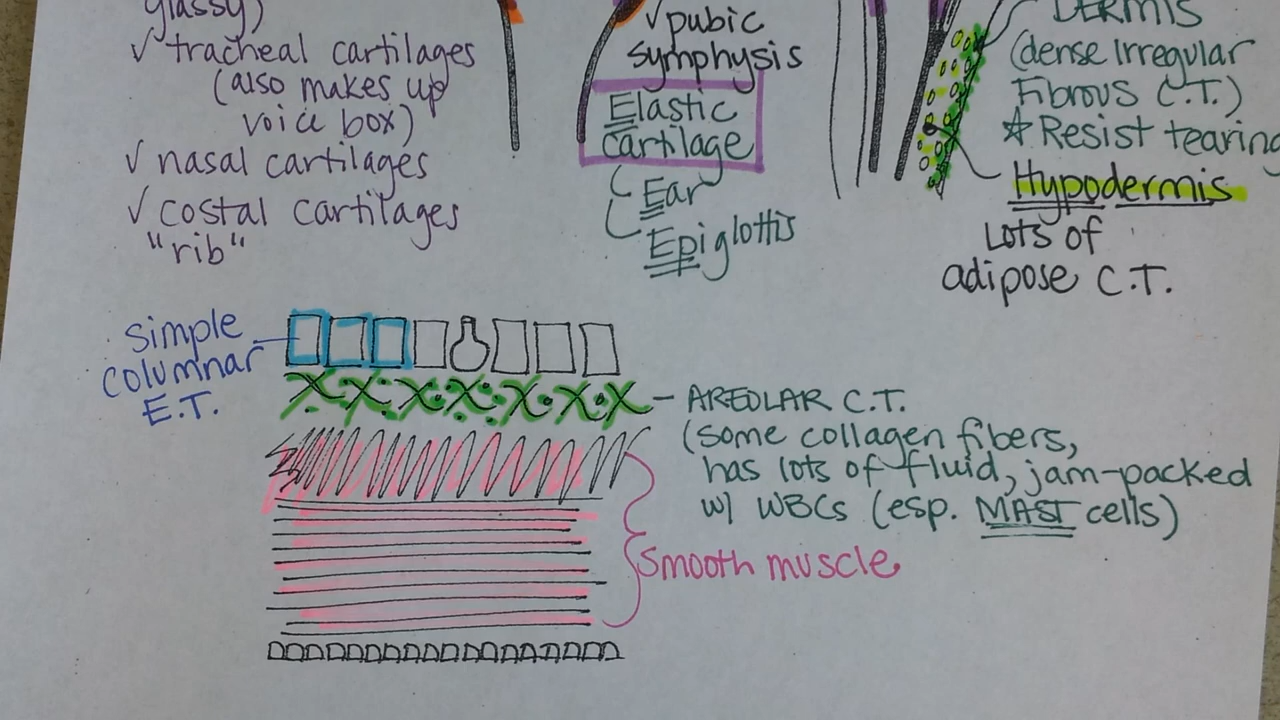 glassy)
√ tracheal cartilages
(also makes up
voice box)
√ nasal cartilages
√ costal cartilages
"rib"
√ pubic
symphysis
Elastic
cartilage
Ear
Epiglottis
DERMIS
(dense Irregular
Fibrous C.T.)
☆ Resist tearing
Hypodermis
Lots of
adipose C.T.
simple
columnar
E.T.
- AREOLAR C.T.
(some collagen fibers,
has lots of fluid, jam-packed
w/ WBCs (esp. MAST cells)
Smooth muscle